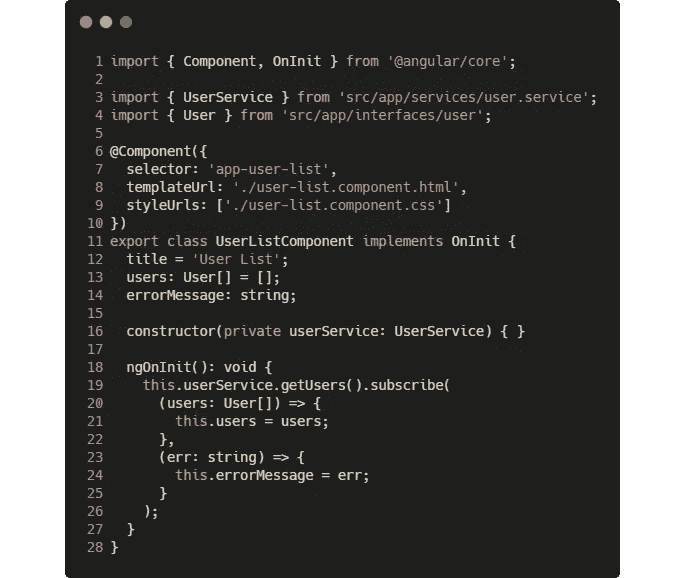 1 import { Component, OnInit } from '@angular/core';
2
3 import { UserService } from 'src/app/services/user.service';
4 import { User } from 'src/app/interfaces/user';
5
6 @Component({
7   selector: 'app-user-list',
8   templateUrl: './user-list.component.html',
9   styleUrls: ['./user-list.component.css']
10 })
11 export class UserListComponent implements OnInit {
12   title = 'User List';
13   users: User[] = [];
14   errorMessage: string;
15
16   constructor(private userService: UserService) { }
17
18   ngOnInit(): void {
19     this.userService.getUsers().subscribe(
20       (users: User[]) => {
21         this.users = users;
22       },
23       (err: string) => {
24         this.errorMessage = err;
25       }
26     );
27   }
28 }